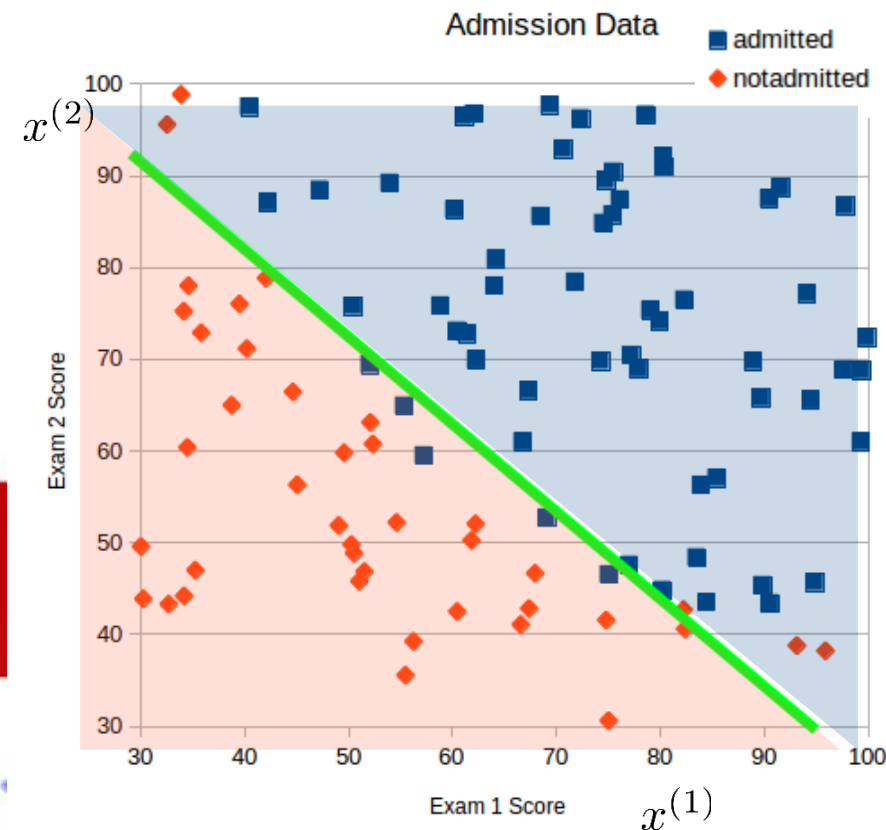 Admission Data
admitted
notadmitted
x^(2)
100
90
80
70
60
50
40
30
Exam 2 Score
30 40 50 60 70 80 90 100
Exam 1 Score
x^(1)